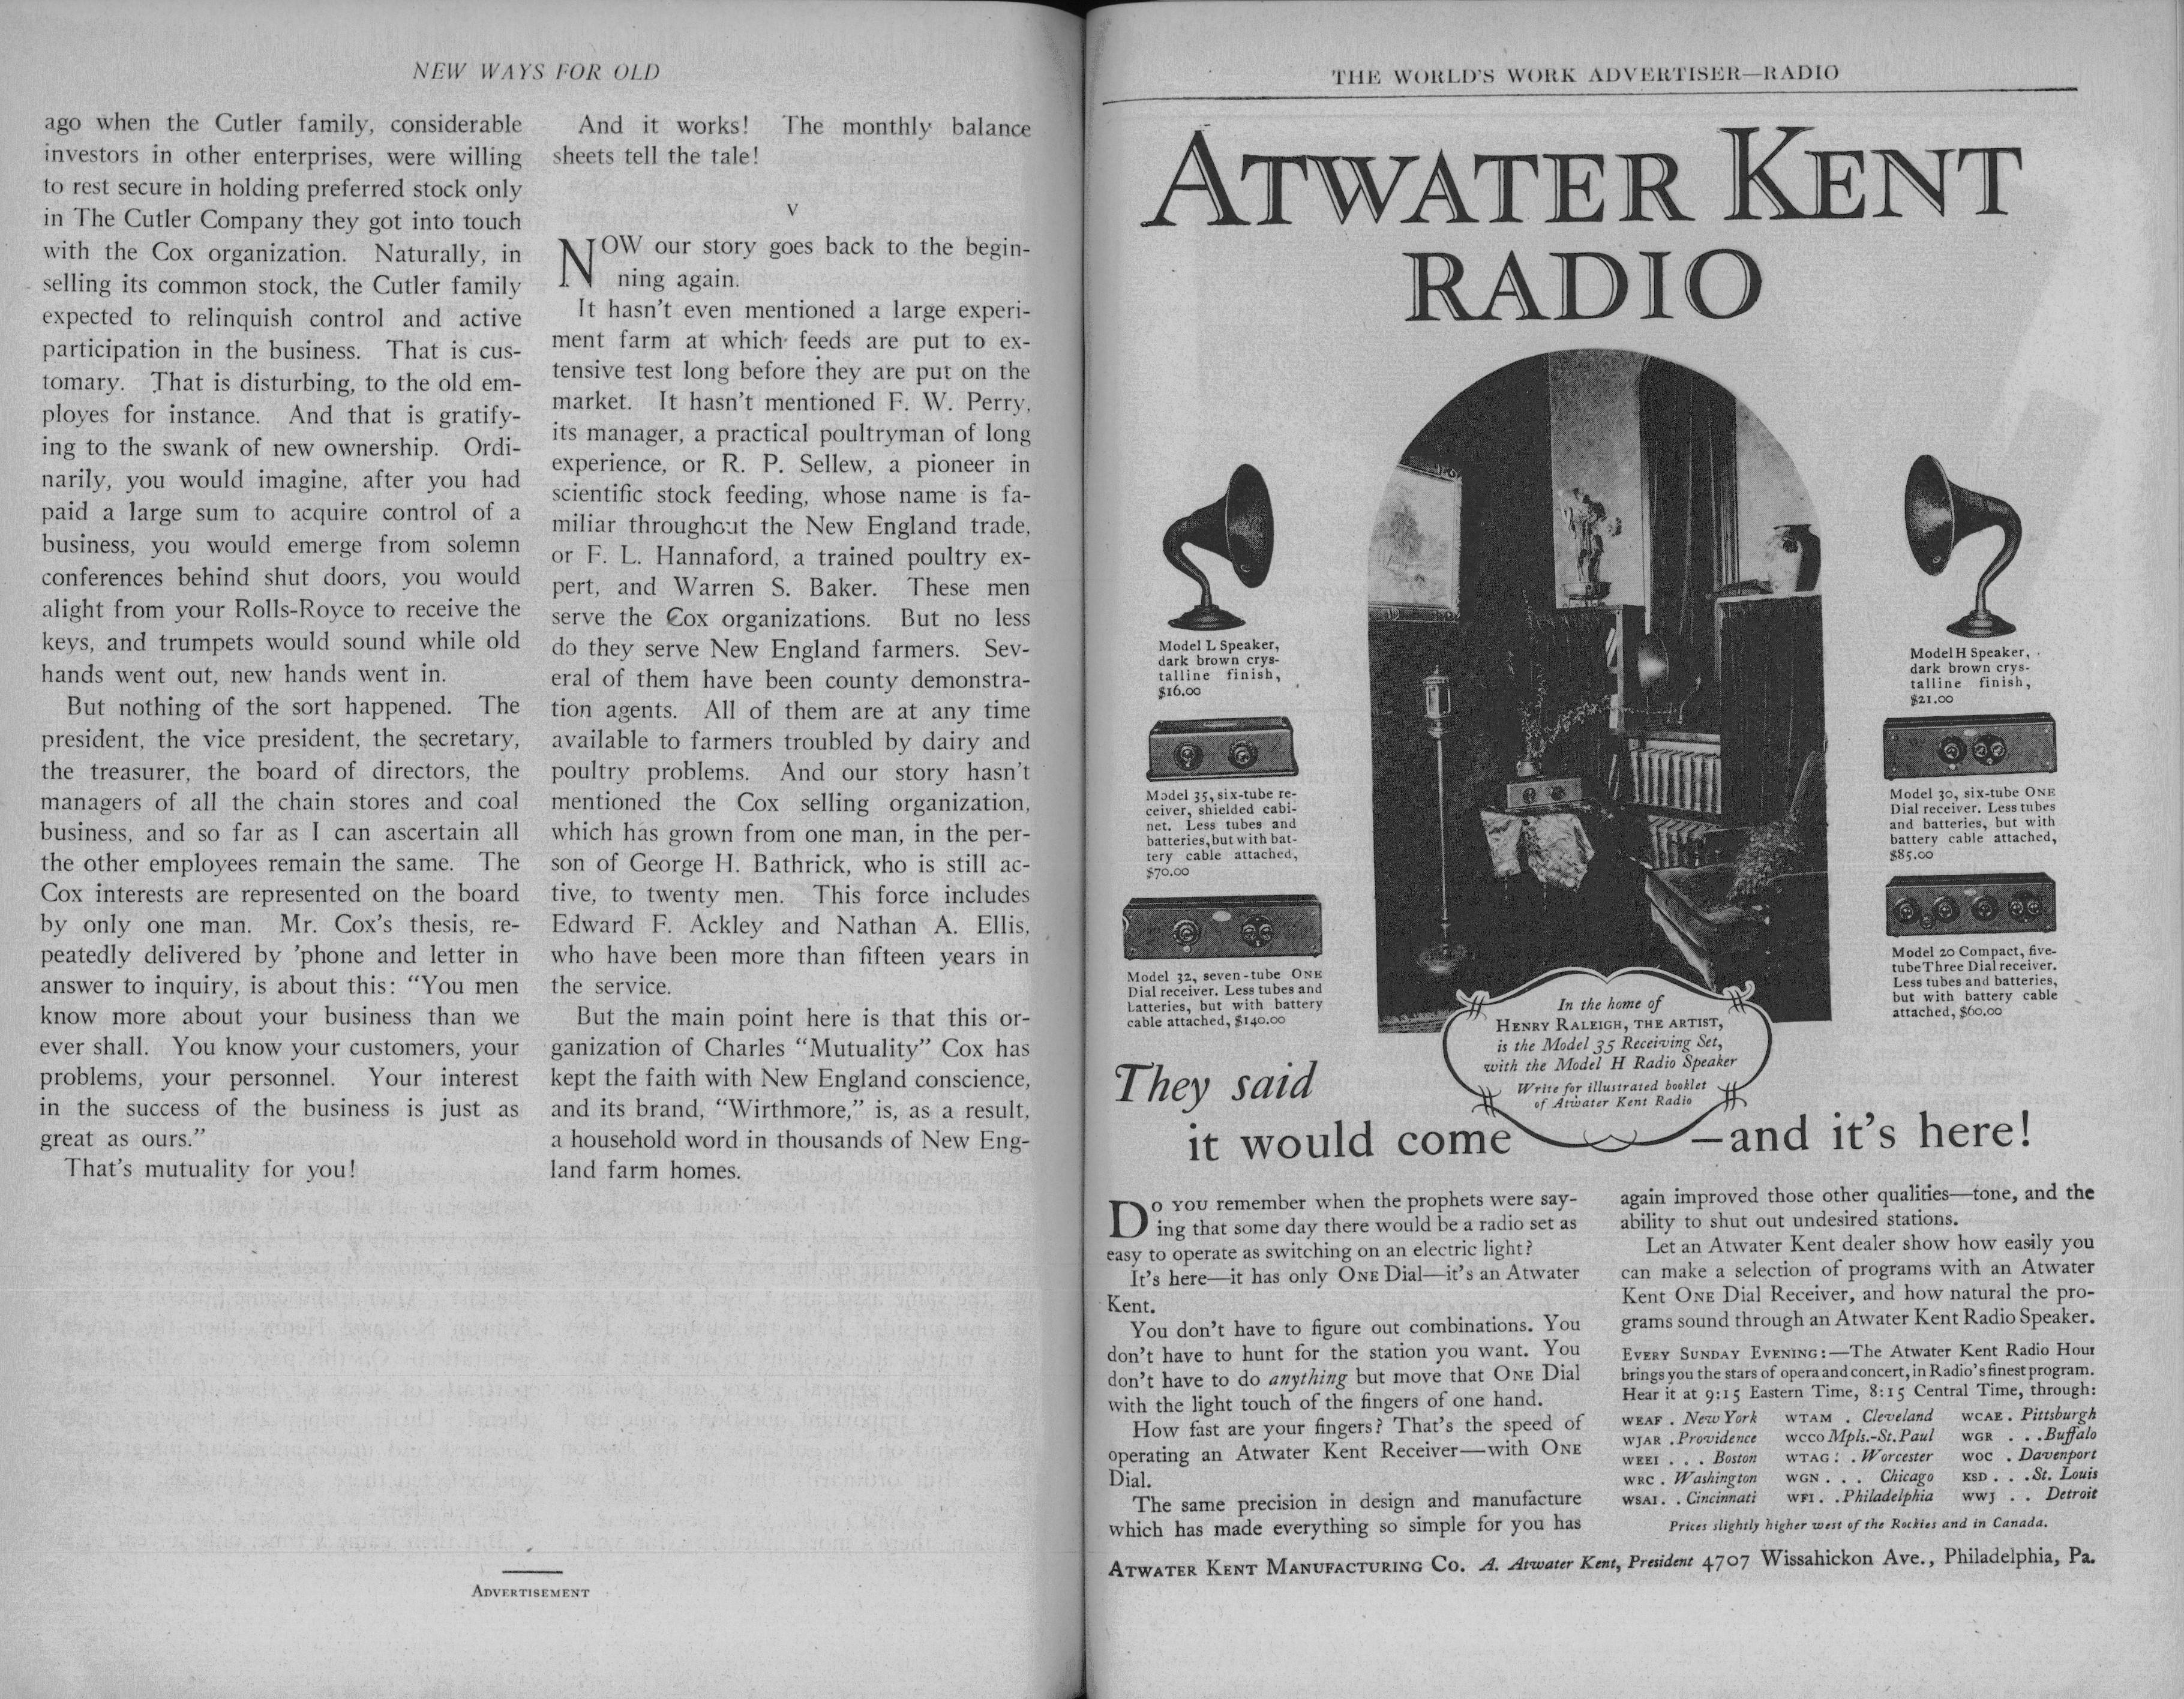 NEW WAYS FOR OLD
ago when the Cutler family, considerable
investors in other enterprises, were willing
to rest secure in holding preferred stock only
in The Cutler Company they got into touch
with the Cox organization. Naturally, in
selling its common stock, the Cutler family
expected to relinquish control and active
participation in the business. That is cus-
tomary. That is disturbing, to the old em-
ployes for instance. And that is gratify-
ing to the swank of new ownership. Ordi-
narily, you would imagine, after you had
paid a large sum to acquire control of a
business, you would emerge from solemn
conferences behind shut doors, you would
alight from your Rolls-Royce to receive the
keys, and trumpets would sound while old
hands went out, new hands went in.
But nothing of the sort happened. The
president, the vice president, the secretary,
the treasurer, the board of directors, the
managers of all the chain stores and coal
business, and so far as I can ascertain all
the other employees remain the same. The
Cox interests are represented on the board
by only one man. Mr. Cox's thesis, re-
peatedly delivered by 'phone and letter in
answer to inquiry, is about this: "You men
know more about your business than we
ever shall. You know your customers, your
problems, your personnel. Your interest
in the success of the business is just as
great as ours."
That's mutuality for you!
And it works! The monthly balance
sheets tell the tale!
V
NOW our story goes back to the begin-
ning again.
It hasn't even mentioned a large experi-
ment farm at which feeds are put to ex-
tensive test long before they are put on the
market. It hasn't mentioned F. W. Perry,
its manager, a practical poultryman of long
experience, or R. P. Sellew, a pioneer in
scientific stock feeding, whose name is fa-
miliar throughout the New England trade,
or F. L. Hannaford, a trained poultry ex-
pert, and Warren S. Baker. These men
serve the Cox organizations. But no less
do they serve New England farmers. Sev-
eral of them have been county demonstra-
tion agents. All of them are at any time
available to farmers troubled by dairy and
poultry problems. And our story hasn't
mentioned the Cox selling organization,
which has grown from one man, in the per-
son of George H. Bathrick, who is still ac-
tive, to twenty men. This force includes
Edward F. Ackley and Nathan A. Ellis,
who have been more than fifteen years in
the service.
But the main point here is that this or-
ganization of Charles "Mutuality" Cox has
kept the faith with New England conscience,
and its brand, "Wirthmore," is, as a result,
a household word in thousands of New Eng-
land farm homes.
ADVERTISEMENT
THE WORLD'S WORK ADVERTISER—RADIO
ATWATER KENT
RADIO
Model L Speaker,
dark brown crys-
talline finish,
$16.00
Model 35, six-tube re-
ceiver, shielded cabi-
net. Less tubes and
batteries, but with bat-
tery cable attached,
$70.00
Model 32, seven-tube ONE
Dial receiver. Less tubes and
batteries, but with battery
cable attached, $140.00
Model H Speaker,
dark brown crys-
talline finish,
$21.00
Model 30, six-tube ONE
Dial receiver. Less tubes
and batteries, but with
battery cable attached,
$85.00
Model 20 Compact, five-
tube Three Dial receiver.
Less tubes and batteries,
but with battery cable
attached, $60.00
In the home of
HENRY RALEIGH, THE ARTIST,
is the Model 35 Receiving Set,
with the Model H Radio Speaker
Write for illustrated booklet
of Atwater Kent Radio
They said
it would come —and it's here!
DO YOU remember when the prophets were say-
ing that some day there would be a radio set as
easy to operate as switching on an electric light?
It's here—it has only ONE Dial—it's an Atwater
Kent.
You don't have to figure out combinations. You
don't have to hunt for the station you want. You
don't have to do anything but move that ONE Dial
with the light touch of the fingers of one hand.
How fast are your fingers? That's the speed of
operating an Atwater Kent Receiver—with ONE
Dial.
The same precision in design and manufacture
which has made everything so simple for you has
again improved those other qualities—tone, and the
ability to shut out undesired stations.
Let an Atwater Kent dealer show how easily you
can make a selection of programs with an Atwater
Kent ONE Dial Receiver, and how natural the pro-
grams sound through an Atwater Kent Radio Speaker.
EVERY SUNDAY EVENING:—The Atwater Kent Radio Hour
brings you the stars of opera and concert, in Radio's finest program.
Hear it at 9:15 Eastern Time, 8:15 Central Time, through:
WEAF . New York WTAM . Cleveland WCAE . Pittsburgh
WJAR . Providence WCCO Mpls.-St. Paul WGR . . . Buffalo
WEEI . . . Boston WTAG : . Worcester WOC . Davenport
WRC . Washington WGN . . . Chicago KSD . . . St. Louis
WSAI . . Cincinnati WFI . . Philadelphia WWJ . . Detroit
Prices slightly higher west of the Rockies and in Canada.
ATWATER KENT MANUFACTURING CO. A. Atwater Kent, President 4707 Wissahickon Ave., Philadelphia, Pa.